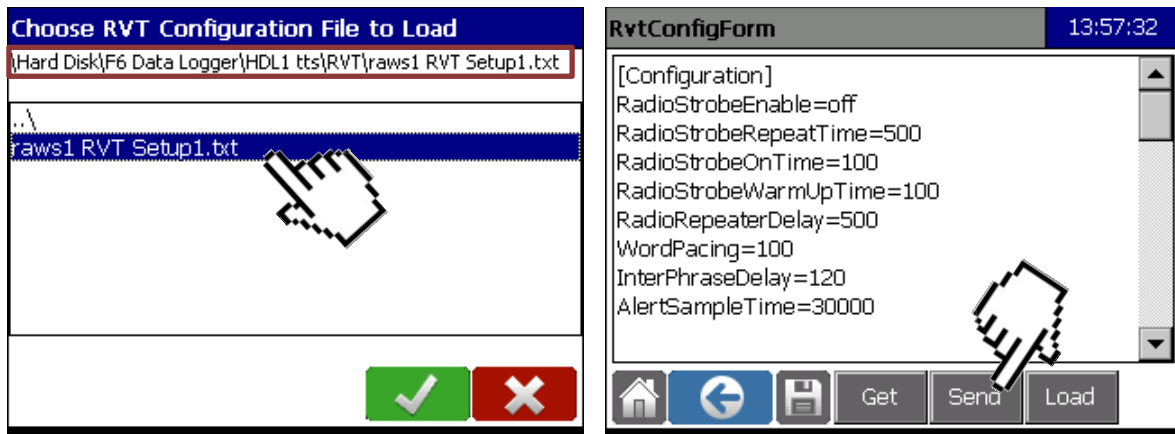 Choose RVT Configuration File to Load
\Hard Disk\F6 Data Logger\HDL1 tts\RVT\raws1 RVT Setup1.txt
..\
raws1 RVT Setup1.txt
RvtConfigForm
13:57:32
[Configuration]
RadioStrobeEnable=off
RadioStrobeRepeatTime=500
RadioStrobeOnTime=100
RadioStrobeWarmUpTime=100
RadioRepeaterDelay=500
WordPacing=100
InterPhraseDelay=120
AlertSampleTime=30000
Get
Send
Load